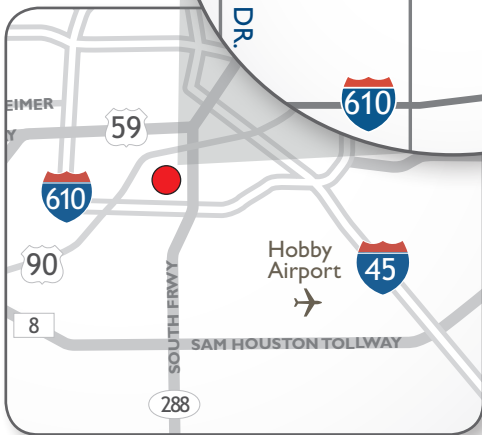 DR.
610
EIMER
Y
59
610
90
Hobby
Airport
45
8
SOUTH FRWY
SAM HOUSTON TOLLWAY
288